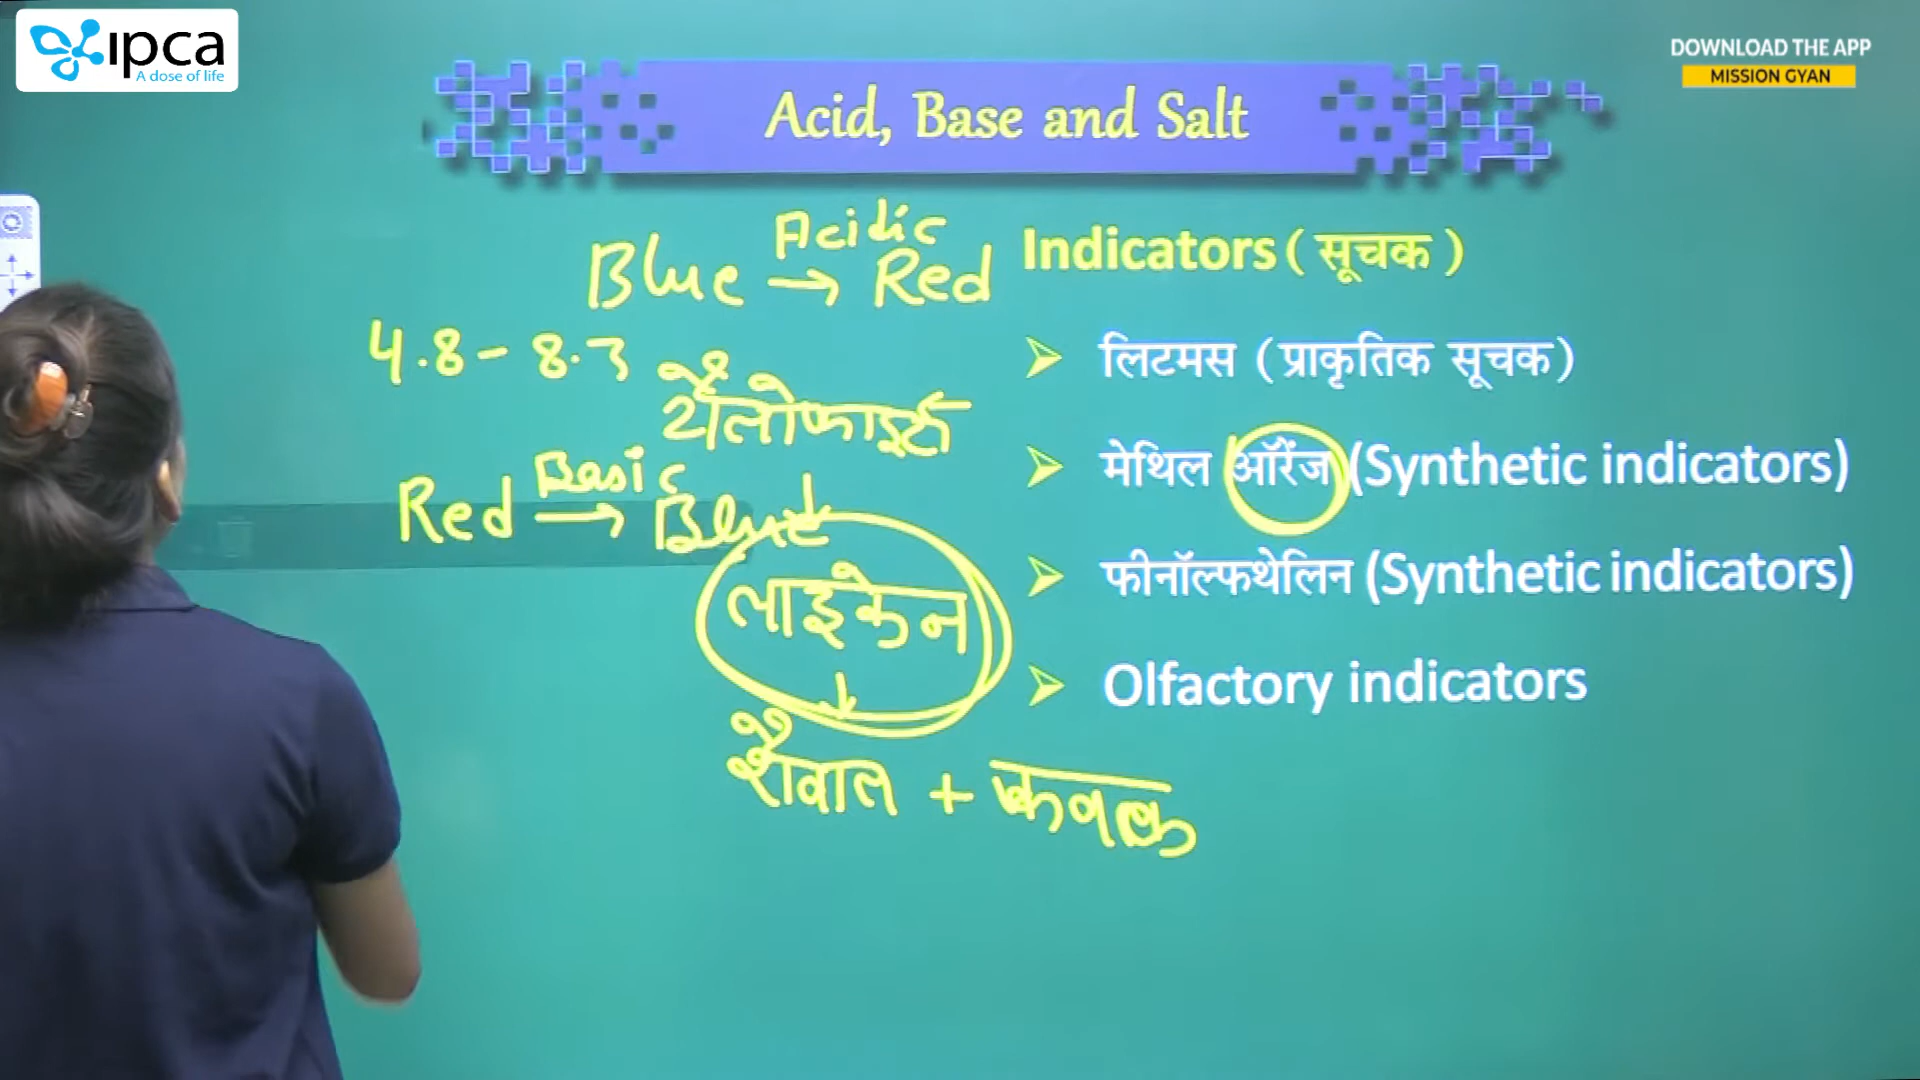 ipca
A dose of life
DOWNLOAD THE APP
MISSION GYAN
Acid, Base and Salt
Indicators ( सूचक )
लिटमस (प्राकृतिक सूचक)
मेथिल ऑरेंज (Synthetic indicators)
फीनॉल्फथेलिन (Synthetic indicators)
Olfactory indicators
Acidic
Blue → Red
4.8 - 8.3
थैलोफाइटा
Basic
Red → Blue
↓
लाइकेन
↓
शैवाल + कवक